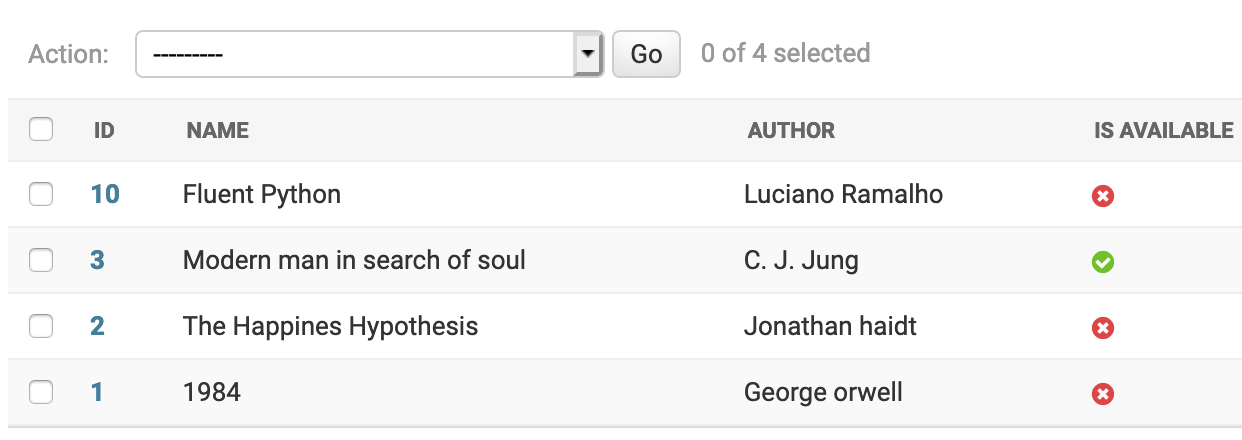 Action: --------- Go 0 of 4 selected
ID NAME AUTHOR IS AVAILABLE
10 Fluent Python Luciano Ramalho
3 Modern man in search of soul C. J. Jung
2 The Happines Hypothesis Jonathan haidt
1 1984 George orwell